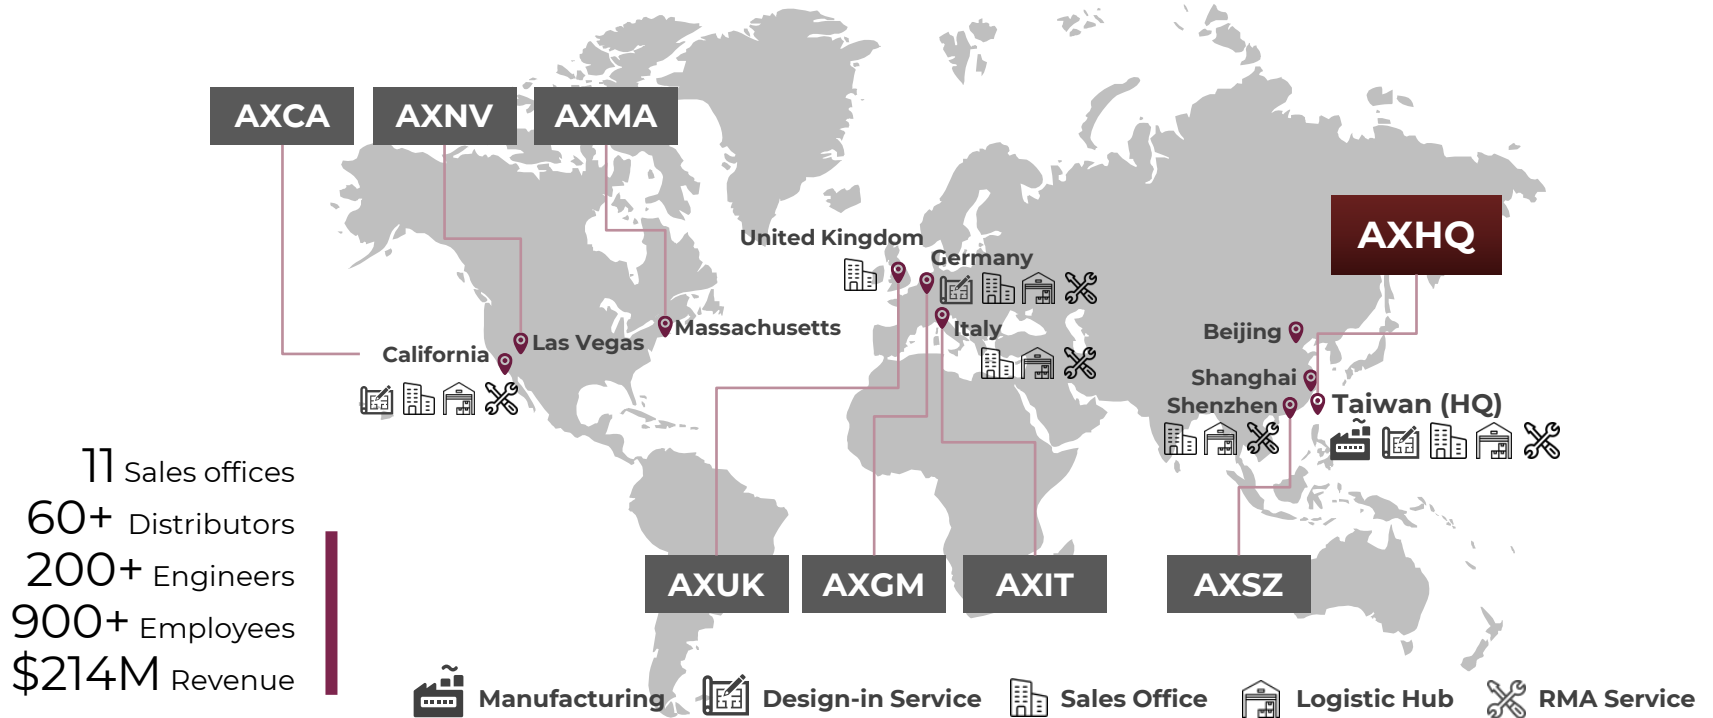 AXCA
AXNV
AXMA
AXHQ
United Kingdom
Germany
Italy
Massachusetts
Las Vegas
California
Beijing
Shanghai
Shenzhen
Taiwan (HQ)
11 Sales offices
60+ Distributors
200+ Engineers
900+ Employees
$214M Revenue
AXUK
AXGM
AXIT
AXSZ
Manufacturing
Design-in Service
Sales Office
Logistic Hub
RMA Service